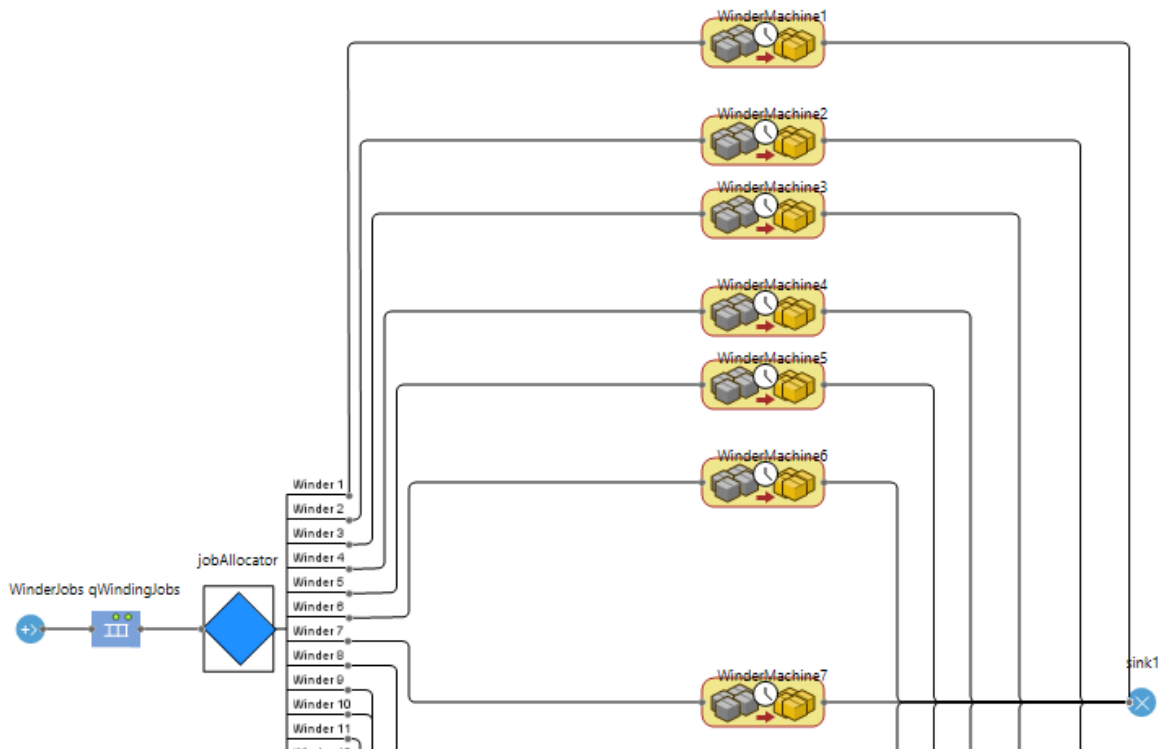 WinderMachine1
WinderMachine2
WinderMachine3
WinderMachine4
WinderMachine5
WinderMachine6
Winder 1
Winder 2
Winder 3
Winder 4
Winder 5
Winder 6
Winder 7
Winder 8
Winder 9
Winder 10
Winder 11
jobAllocator
WinderJobs qWindingJobs
WinderMachine7
sink1